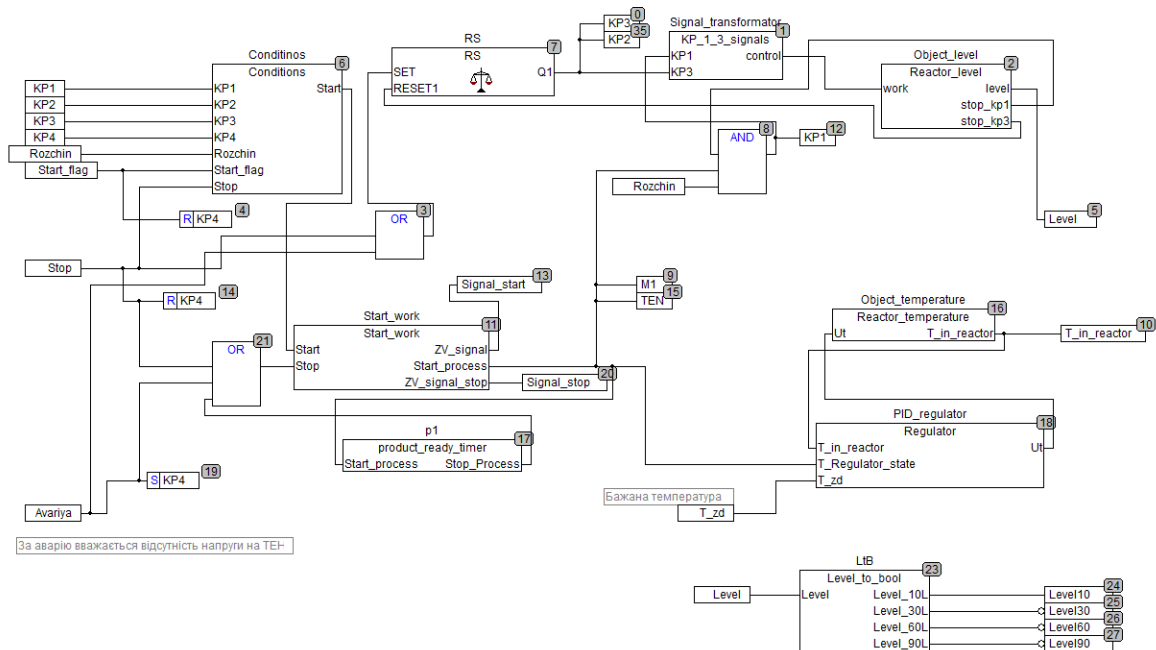 Conditinos
6
Conditions
KP1
KP2
KP3
KP4
Rozchin
Start_flag
KP1
KP2
KP3
KP4
Rozchin
Start_flag
Stop
Start
R KP4
4
Stop
R KP4
14
OR
3
RS
7
RS
SET
RESET1
Q1
KP3
0
KP2
35
Signal_transformator
1
KP_1_3_signals
KP1
KP3
control
Object_level
2
Reactor_level
work
level
stop_kp1
stop_kp3
AND
8
KP1
12
Rozchin
Level
5
Signal_start
13
M1
9
TEN
15
Start_work
11
Start_work
Start
Stop
ZV_signal
Start_process
ZV_signal_stop
Signal_stop
20
OR
21
p1
17
product_ready_timer
Start_process
Stop_Process
S KP4
19
Avariya
За аварію вважається відсутність напруги на ТЕН
Object_temperature
16
Reactor_temperature
Ut
T_in_reactor
T_in_reactor
10
PID_regulator
18
Regulator
T_in_reactor
T_Regulator_state
T_zd
Ut
Бажана температура
T_zd
LtB
23
Level_to_bool
Level
Level
Level_10L
Level_30L
Level_60L
Level_90L
Level10
24
Level30
25
Level60
26
Level90
27